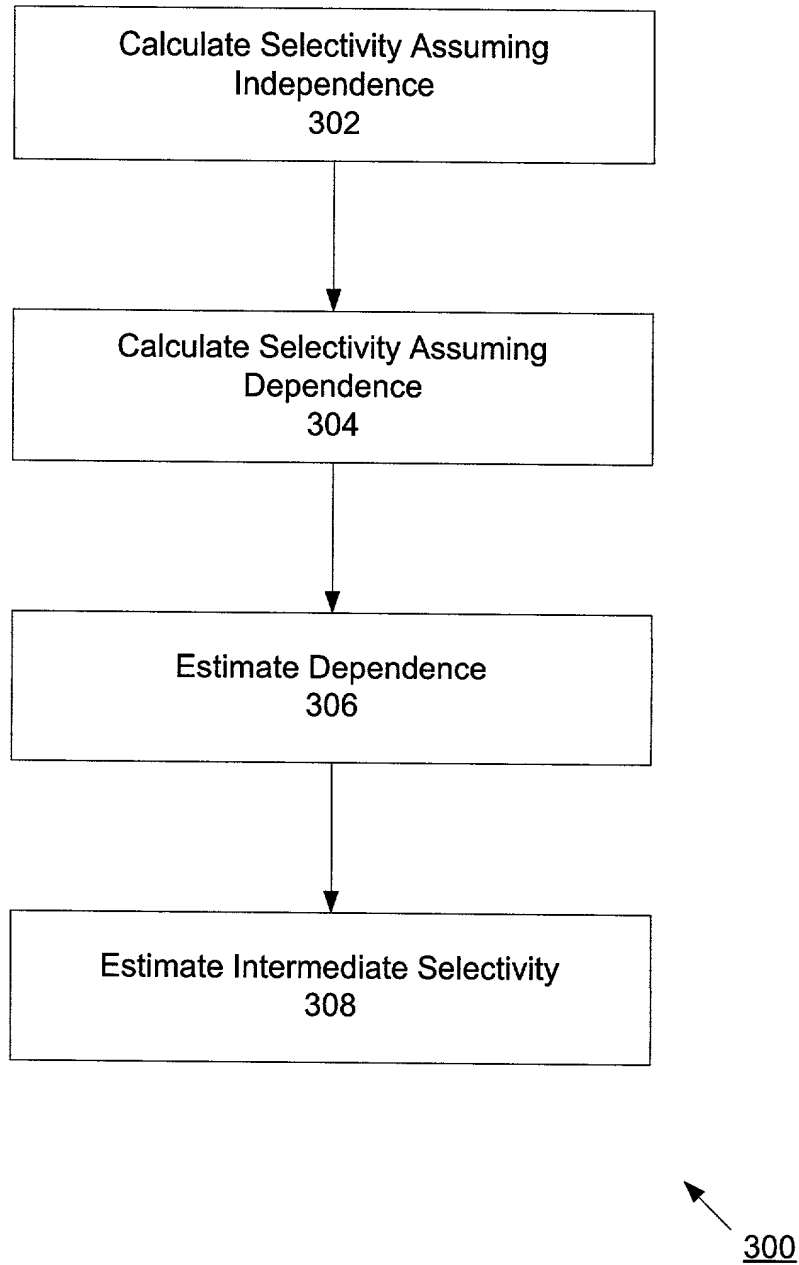 Calculate Selectivity Assuming
Independence
302
Calculate Selectivity Assuming
Dependence
304
Estimate Dependence
306
Estimate Intermediate Selectivity
308
300